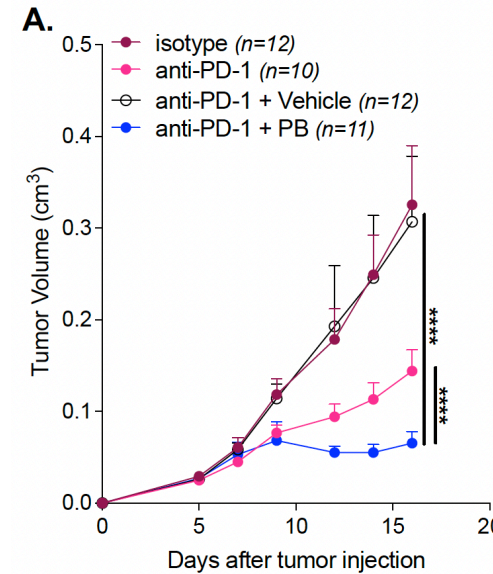 A.
0.5
isotype (n=12)
anti-PD-1 (n=10)
anti-PD-1 + Vehicle (n=12)
anti-PD-1 + PB (n=11)
0.4
0.3
0.2
0.1
0.0
Tumor Volume (cm³)
****
****
0 5 10 15 20
Days after tumor injection